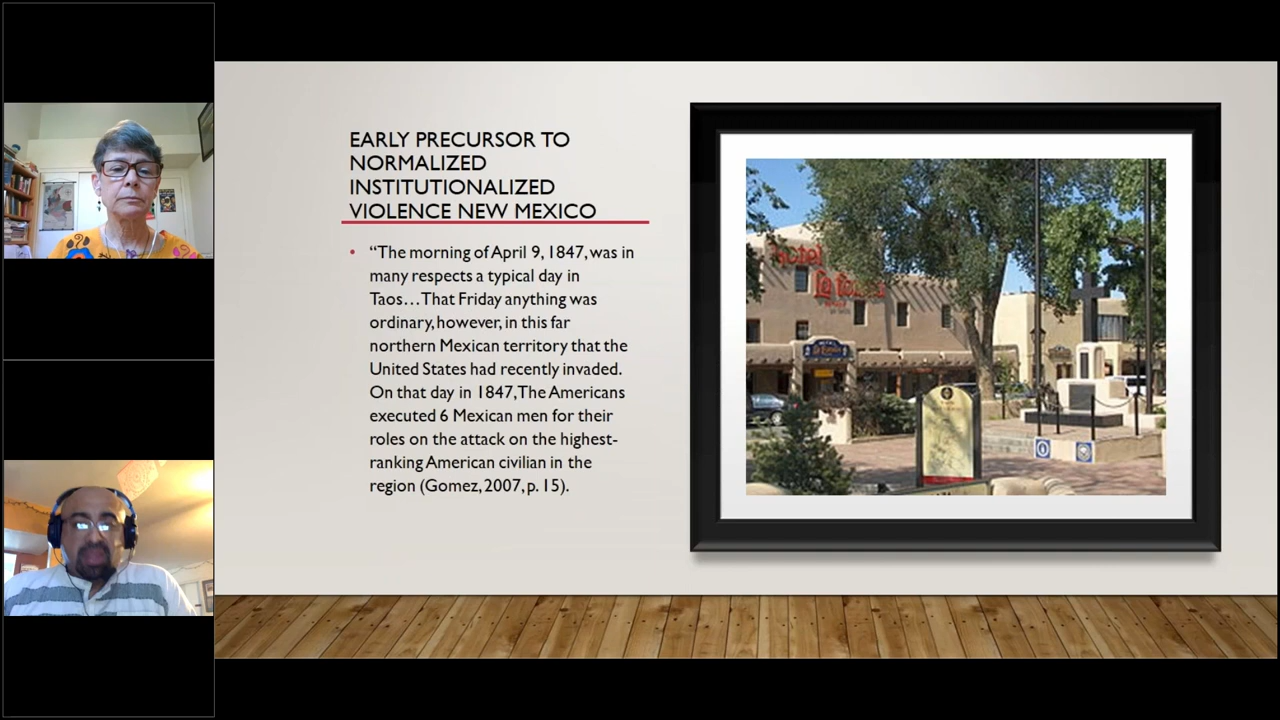 EARLY PRECURSOR TO
NORMALIZED
INSTITUTIONALIZED
VIOLENCE NEW MEXICO
• “The morning of April 9, 1847, was in
many respects a typical day in
Taos…That Friday anything was
ordinary, however, in this far
northern Mexican territory that the
United States had recently invaded.
On that day in 1847, The Americans
executed 6 Mexican men for their
roles on the attack on the highest-
ranking American civilian in the
region (Gomez, 2007, p. 15).
hotel
La Fonda